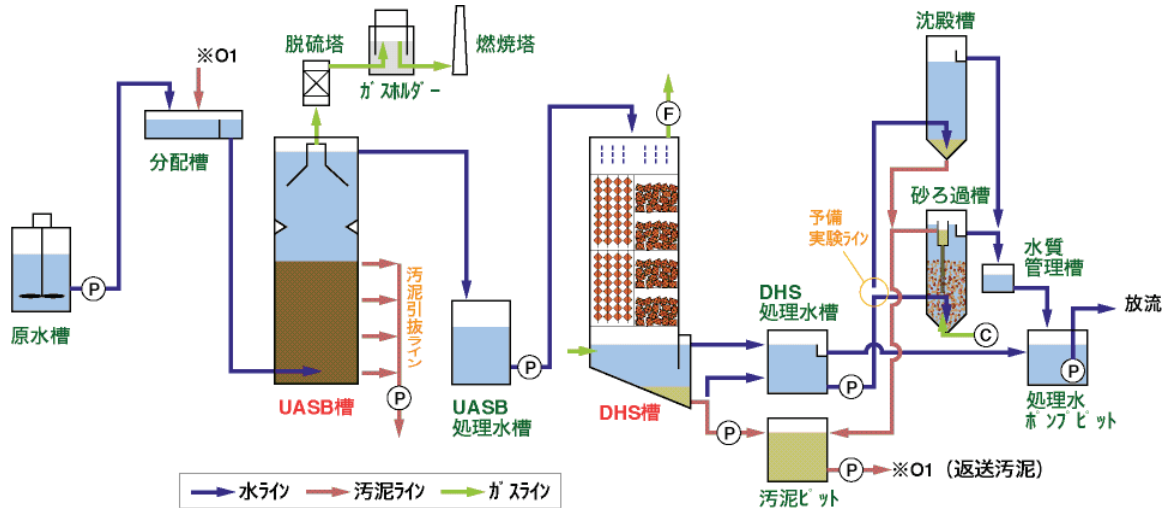 ※O1
脱硫塔
ガスホルダー
燃焼塔
沈殿槽
分配槽
F
砂ろ過槽
予備
実験ライン
水質
管理槽
P
汚泥引抜ライン
DHS
処理水槽
C
放流
原水槽
P
P
P
P
UASB槽
P
UASB
処理水槽
DHS槽
P
処理水
ポンプピット
P
※O1（返送汚泥）
汚泥ピット
水ライン
汚泥ライン
ガスライン